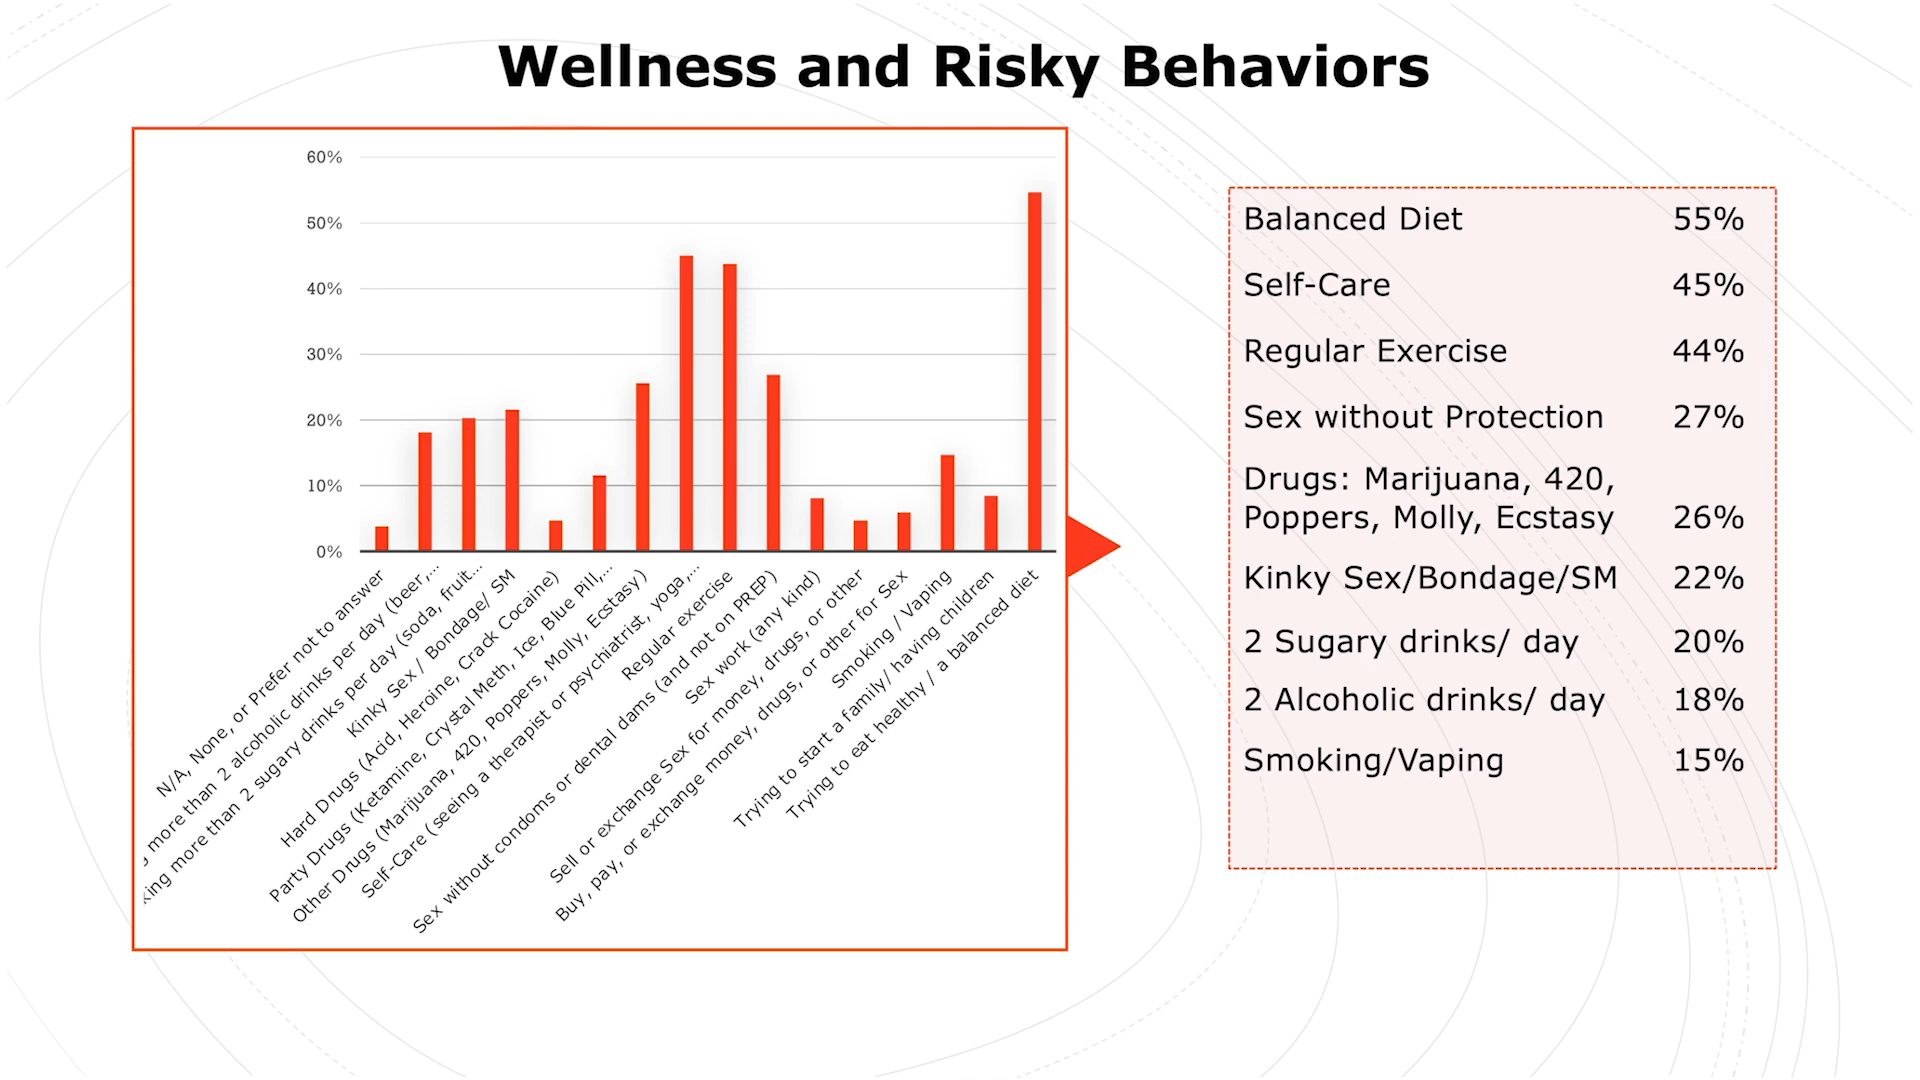 Wellness and Risky Behaviors
60%
50%
40%
30%
20%
10%
0%
N/A, None, or Prefer not to answer
more than 2 alcoholic drinks per day (beer,...
king more than 2 sugary drinks per day (soda, fruit...
Kinky Sex / Bondage/ SM
Hard Drugs (Acid, Heroine, Crack Cocaine)
Party Drugs (Ketamine, Crystal Meth, Ice, Blue Pill,...
Other Drugs (Marijuana, 420, Poppers, Molly, Ecstasy)
Self-Care (seeing a therapist or psychiatrist, yoga,...
Regular exercise
Sex without condoms or dental dams (and not on PREP)
Sex work (any kind)
Sell or exchange Sex for money, drugs, or other
Buy, pay, or exchange money, drugs, or other for Sex
Smoking / Vaping
Trying to start a family/ having children
Trying to eat healthy / a balanced diet
Balanced Diet 55%
Self-Care 45%
Regular Exercise 44%
Sex without Protection 27%
Drugs: Marijuana, 420,
Poppers, Molly, Ecstasy 26%
Kinky Sex/Bondage/SM 22%
2 Sugary drinks/ day 20%
2 Alcoholic drinks/ day 18%
Smoking/Vaping 15%